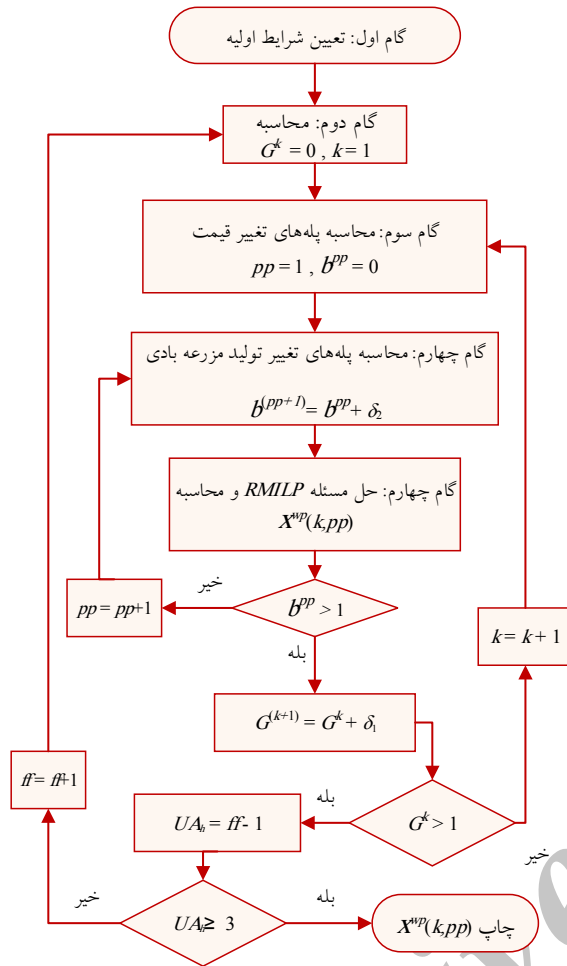 گام اول: تعیین شرایط اولیه
گام دوم: محاسبه
G^k = 0 , k = 1
گام سوم: محاسبه پله‌های تغییر قیمت
pp = 1 , b^pp = 0
گام چهارم: محاسبه پله‌های تغییر تولید مزرعه بادی
b^(pp+1) = b^pp + δ₂
گام چهارم: حل مسئله RMILP و محاسبه
X^wp(k,pp)
خیر
pp = pp+1
b^pp > 1
k = k + 1
بله
G^(k+1) = G^k + δ₁
ff = ff+1
بله
UA_h = ff - 1
G^k > 1
خیر
خیر
بله
UA_h ≥ 3
چاپ X^wp(k,pp)